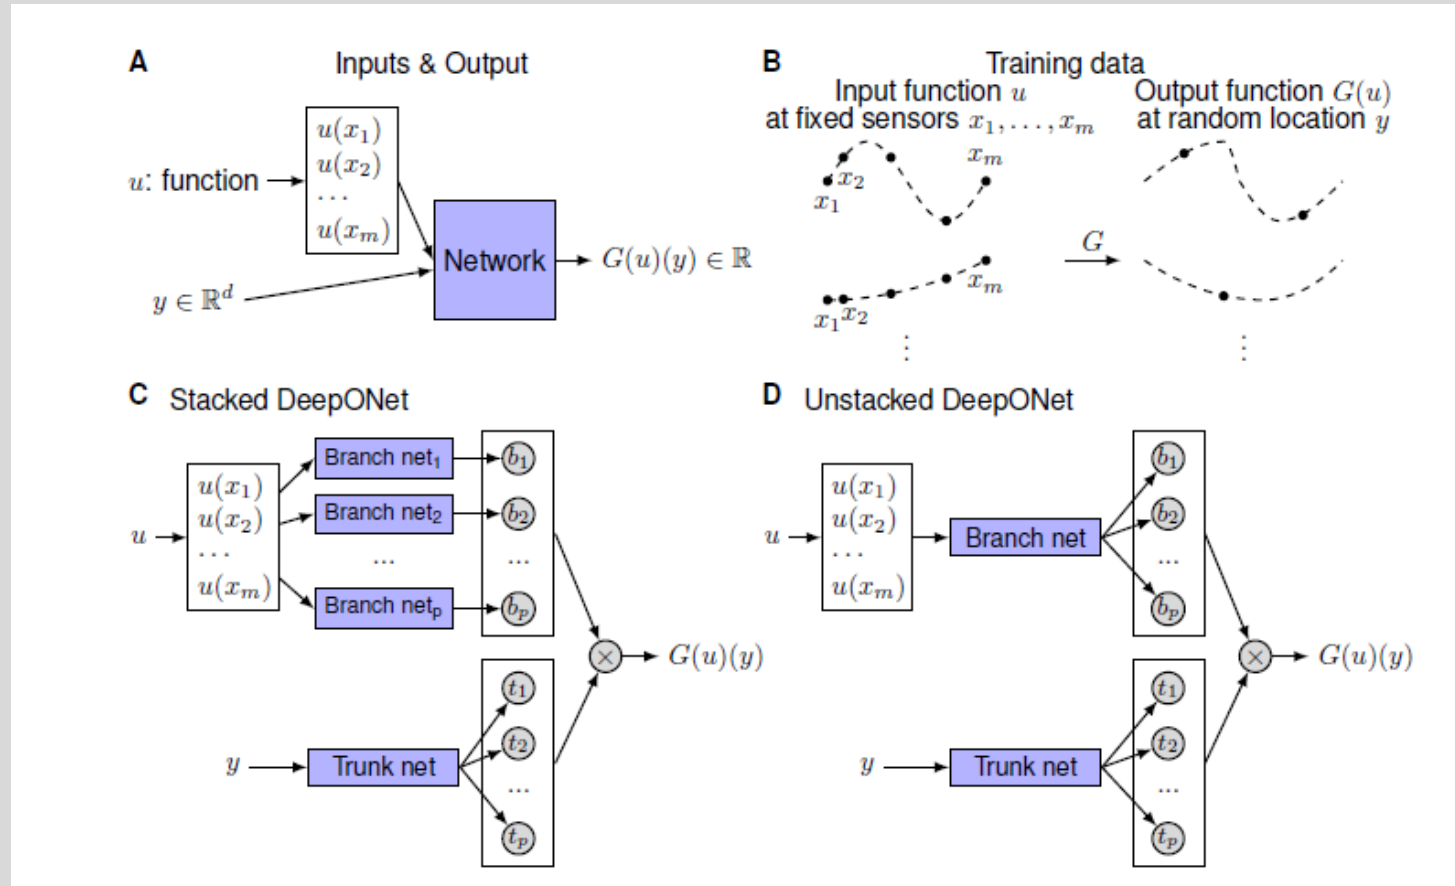 A
Inputs & Output
u(x₁)
u(x₂)
...
u(xₘ)
u: function
Network
G(u)(y) ∈ ℝ
y ∈ ℝᵈ
B
Training data
Input function u
at fixed sensors x₁, . . . , xₘ
Output function G(u)
at random location y
xₘ
x₂
x₁
G
xₘ
x₁
x₂
⋮
⋮
C Stacked DeepONet
u
u(x₁)
u(x₂)
...
u(xₘ)
Branch net₁
Branch net₂
...
Branch netₚ
b₁
b₂
...
bₚ
⊗
G(u)(y)
y
Trunk net
t₁
t₂
...
tₚ
D Unstacked DeepONet
u
u(x₁)
u(x₂)
...
u(xₘ)
Branch net
b₁
b₂
...
bₚ
⊗
G(u)(y)
y
Trunk net
t₁
t₂
...
tₚ